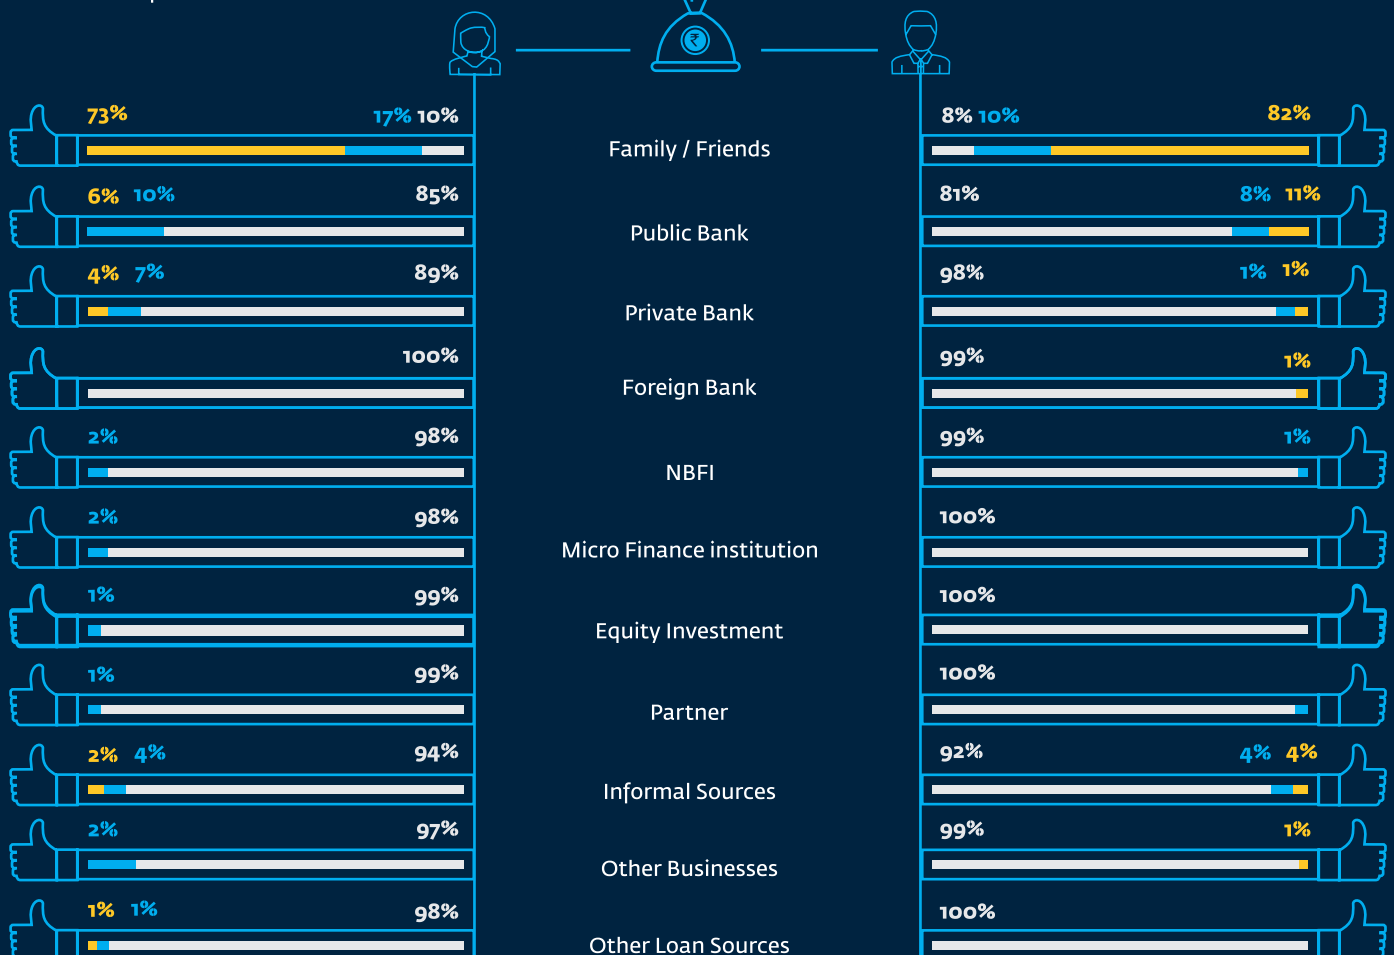 ₹
73% 17% 10%
Family / Friends
8% 10% 82%
6% 10% 85%
Public Bank
81% 8% 11%
4% 7% 89%
Private Bank
98% 1% 1%
100%
Foreign Bank
99% 1%
2% 98%
NBFI
99% 1%
2% 98%
Micro Finance institution
100%
1% 99%
Equity Investment
100%
1% 99%
Partner
100%
2% 4% 94%
Informal Sources
92% 4% 4%
2% 97%
Other Businesses
99% 1%
1% 1% 98%
Other Loan Sources
100%